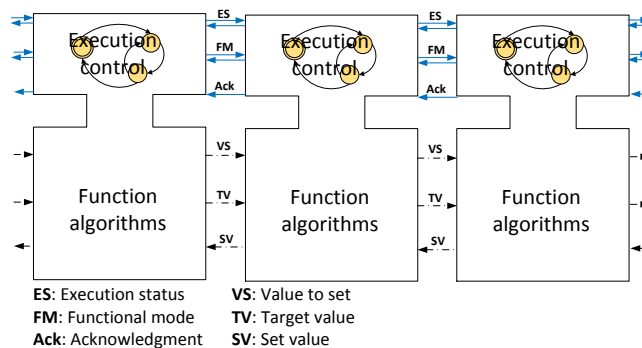 ES
ES
Execution
control
Execution
control
Execution
control
FM
FM
Ack
Ack
VS
VS
Function
algorithms
Function
algorithms
Function
algorithms
TV
TV
SV
SV
ES: Execution status
VS: Value to set
FM: Functional mode
TV: Target value
Ack: Acknowledgment
SV: Set value